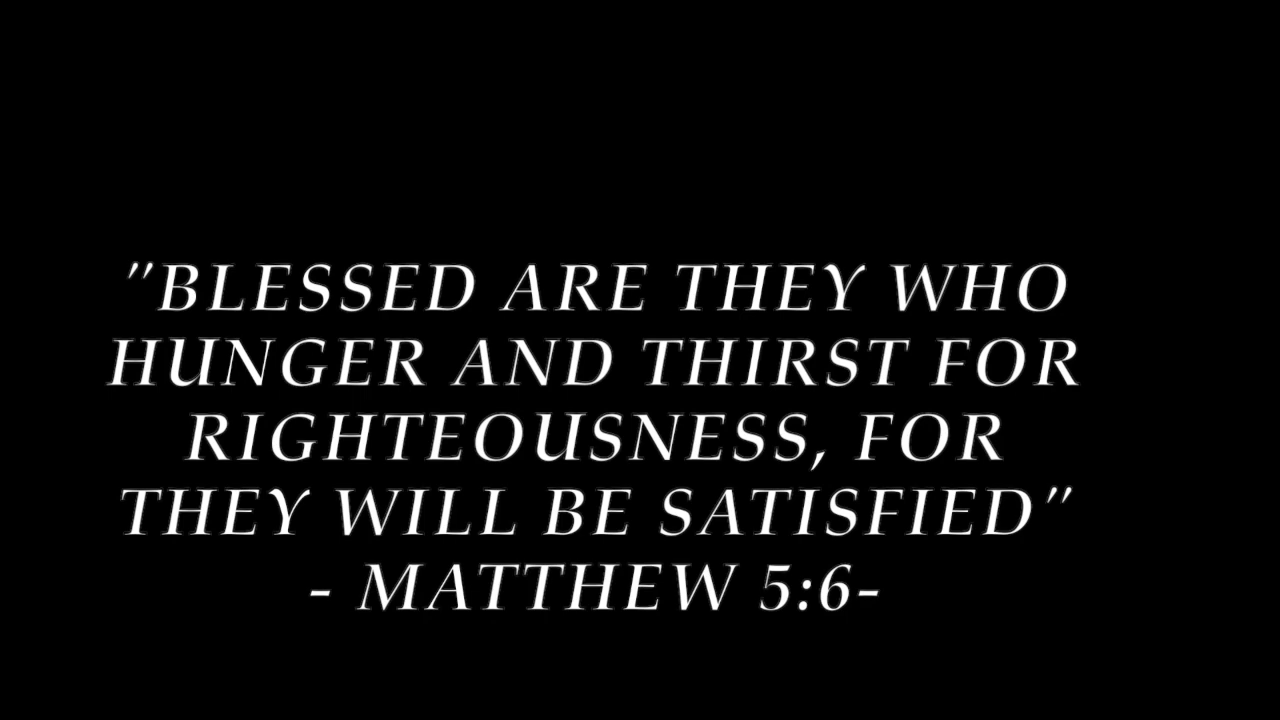 "BLESSED ARE THEY WHO
HUNGER AND THIRST FOR
RIGHTEOUSNESS, FOR
THEY WILL BE SATISFIED"
- MATTHEW 5:6-